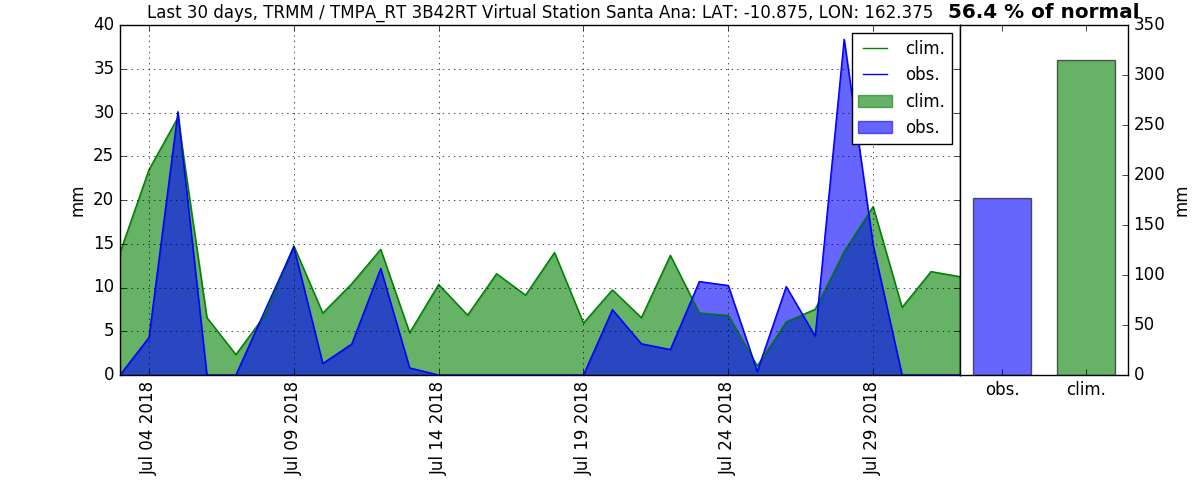 Last 30 days, TRMM / TMPA_RT 3B42RT Virtual Station Santa Ana: LAT: -10.875, LON: 162.375
56.4 % of normal
40
35
30
25
20
15
10
5
0
mm
clim.
obs.
clim.
obs.
Jul 04 2018
Jul 09 2018
Jul 14 2018
Jul 19 2018
Jul 24 2018
Jul 29 2018
350
300
250
200
150
100
50
0
mm
obs.
clim.